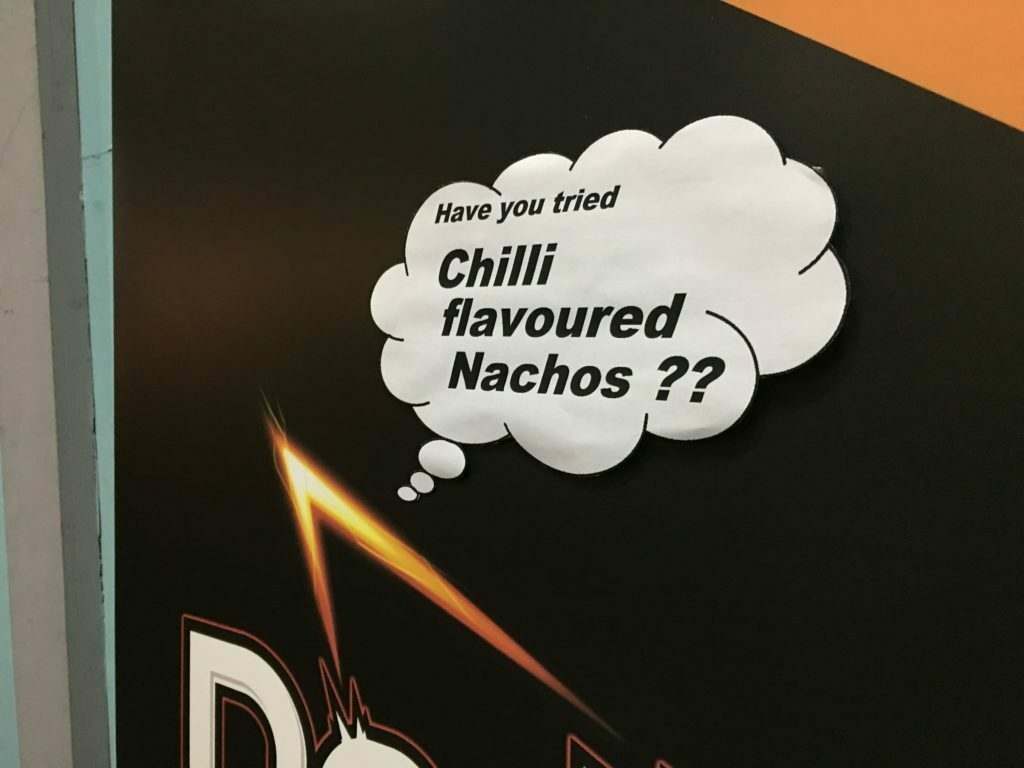 Have you tried
Chilli
flavoured
Nachos ??